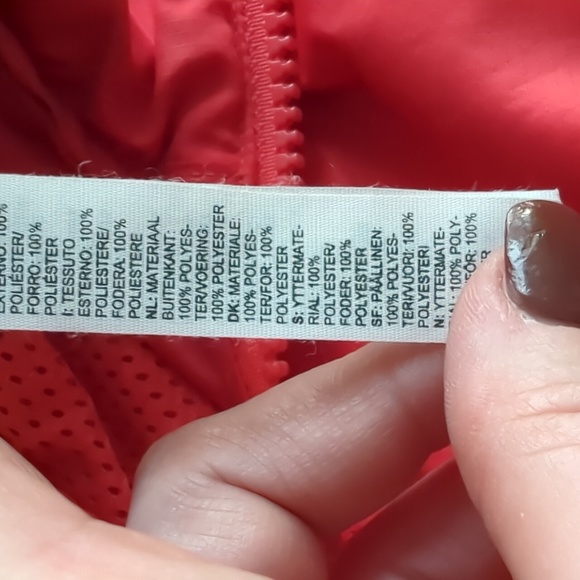 EXTERNO: 100%
POLIÉSTER/
FORRO: 100%
POLIÉSTER
I: TESSUTO
ESTERNO: 100%
POLIESTERE/
FODERA: 100%
POLIESTERE
NL: MATERIAAL
BUITENKANT:
100% POLYES-
TER/VOERING:
100% POLYESTER
DK: MATERIALE:
100% POLYES-
TER/FOR: 100%
POLYESTER
S: YTTERMATE-
RIAL: 100%
POLYESTER/
FODER: 100%
POLYESTER
SF: PÄÄLLINEN:
100% POLYES-
TERI/VUORI: 100%
POLYESTERI
N: YTTERMATE-
100% POLY-
FÓR: 100%